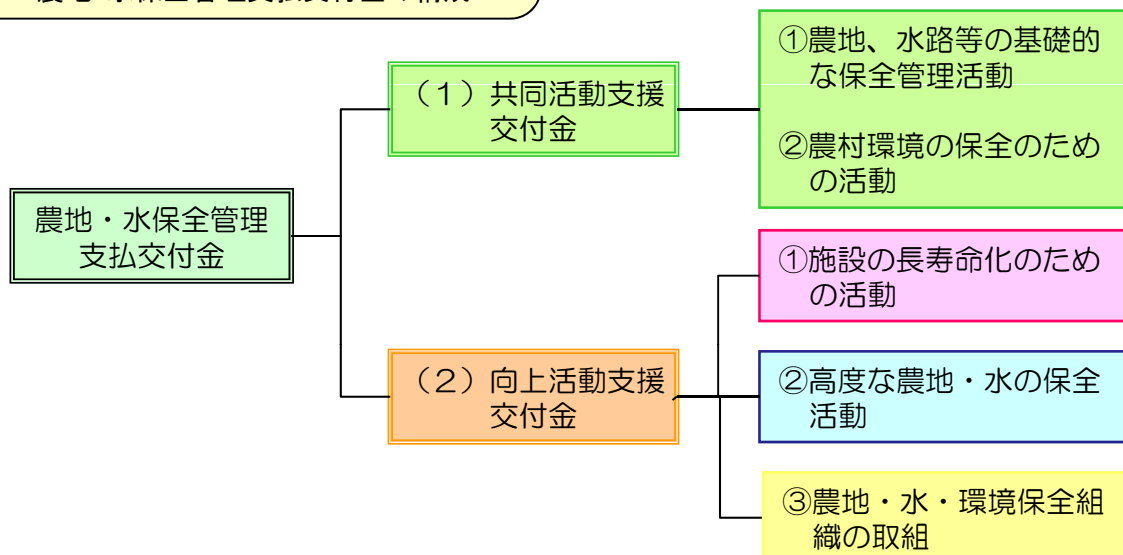 （１）共同活動支援
交付金
①農地、水路等の基礎的
な保全管理活動
②農村環境の保全のため
の活動
農地・水保全管理
支払交付金
①施設の長寿命化のため
の活動
（２）向上活動支援
交付金
②高度な農地・水の保全
活動
③農地・水・環境保全組
織の取組